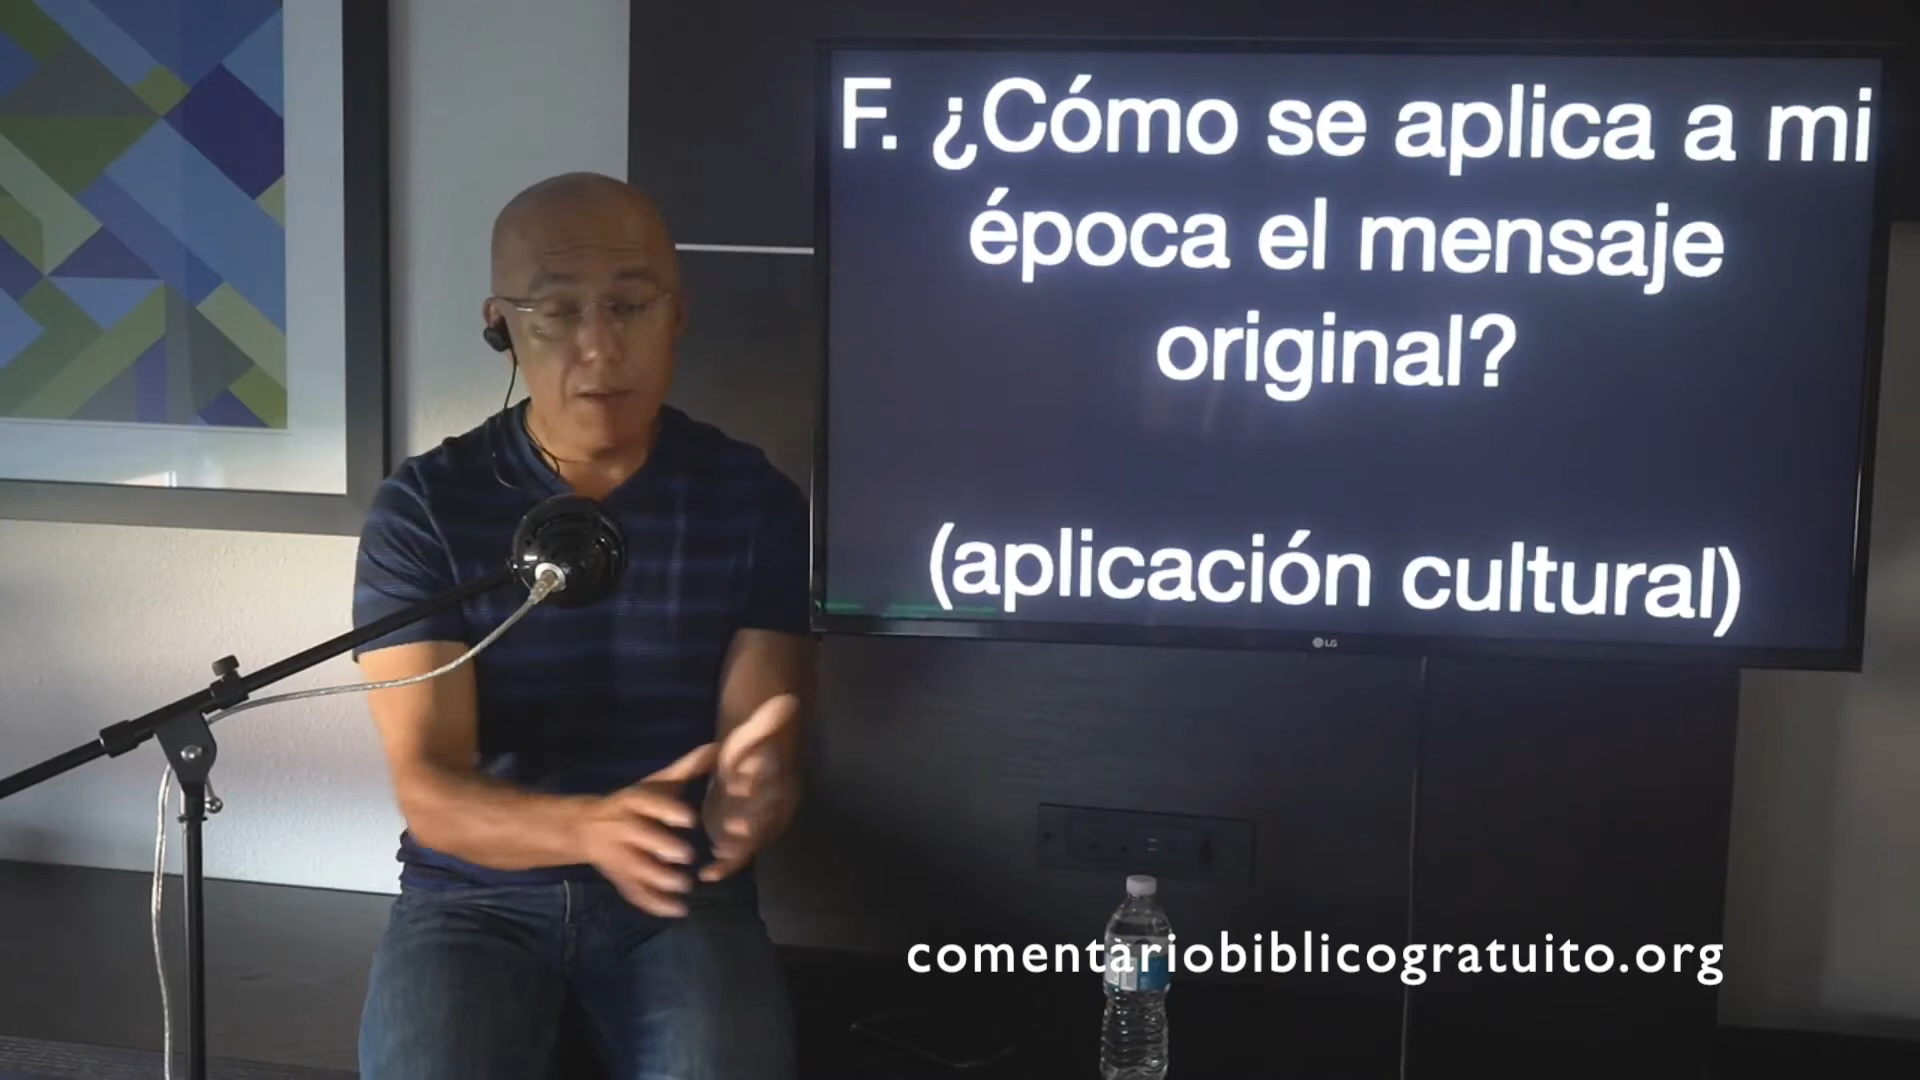 F. ¿Cómo se aplica a mi
época el mensaje
original?
(aplicación cultural)
LG
comentariobiblicogratuito.org